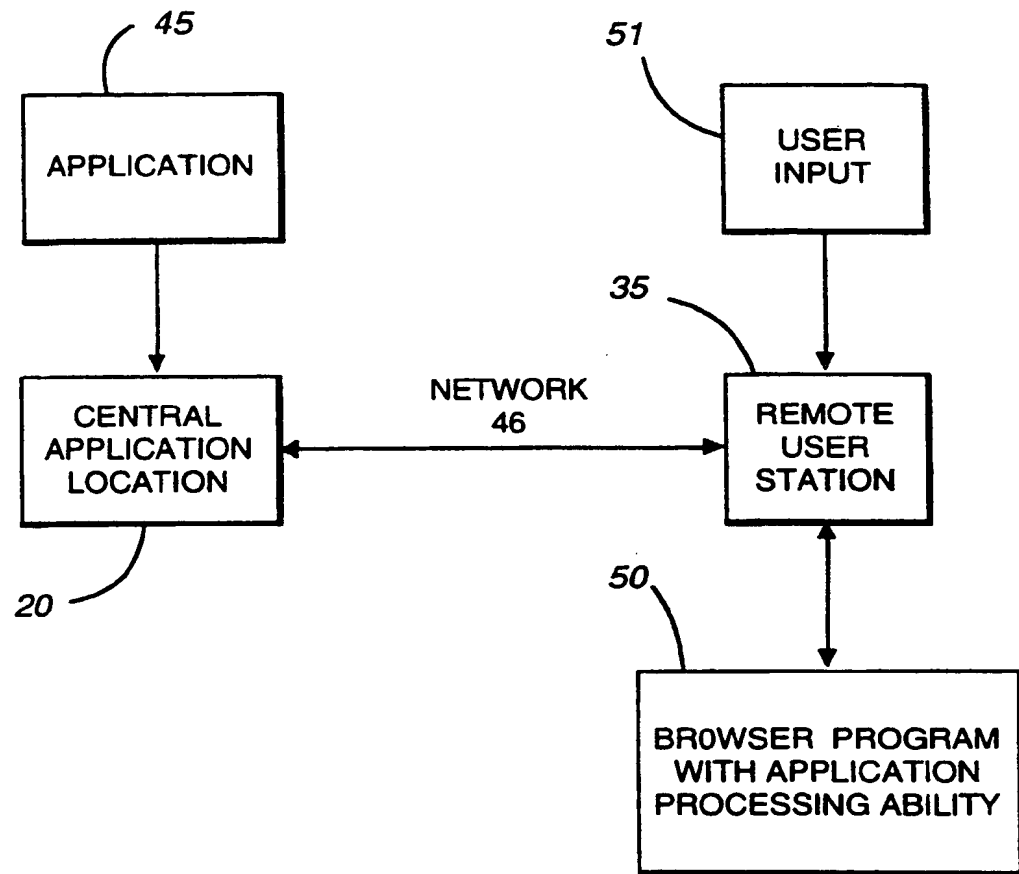 45
APPLICATION
51
USER
INPUT
35
CENTRAL
APPLICATION
LOCATION
NETWORK
46
REMOTE
USER
STATION
20
50
BR0WSER PROGRAM
WITH APPLICATION
PROCESSING ABILITY